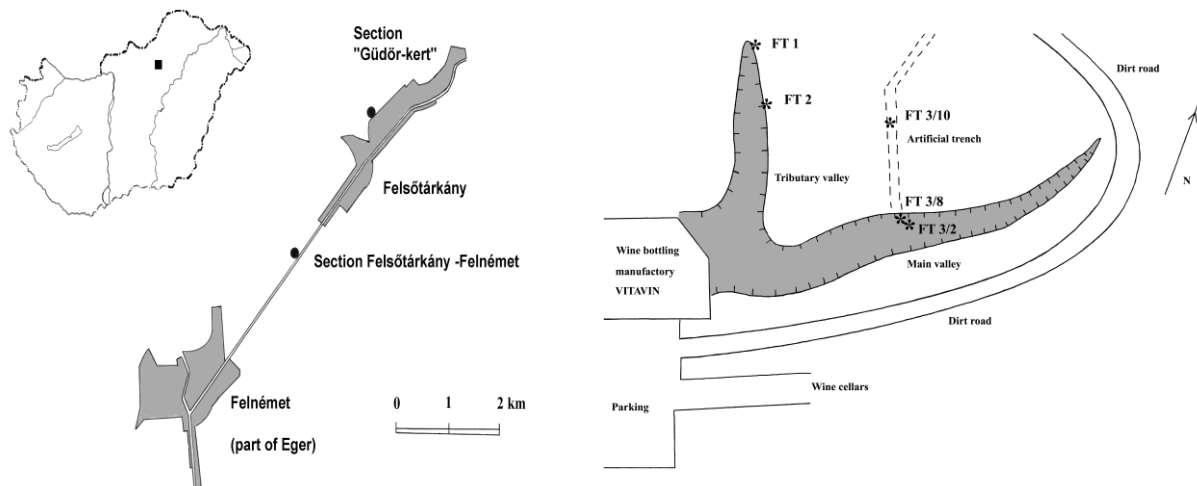 Section
"Güdör-kert"
Felsőtárkány
Section Felsőtárkány -Felnémet
Felnémet
(part of Eger)
0 1 2 km
FT 1
FT 2
FT 3/10
Artificial trench
Dirt road
N
Tributary valley
FT 3/8
FT 3/2
Main valley
Wine bottling
manufactory
VITAVIN
Dirt road
Wine cellars
Parking